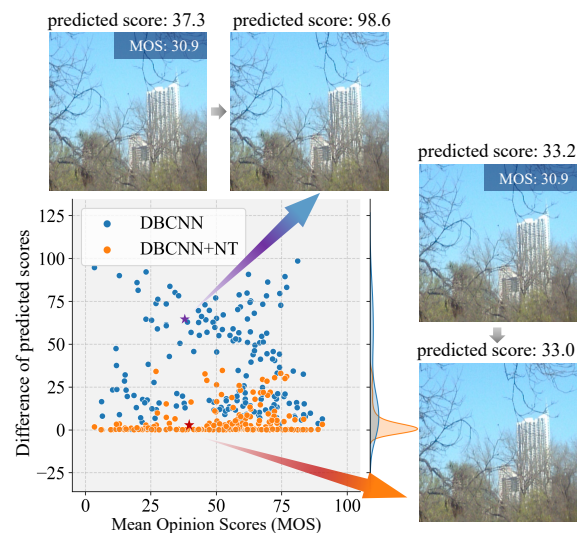 predicted score: 37.3
predicted score: 98.6
MOS: 30.9
predicted score: 33.2
MOS: 30.9
predicted score: 33.0
DBCNN
DBCNN+NT
Difference of predicted scores
125
100
75
50
25
0
−25
0
25
50
75
100
Mean Opinion Scores (MOS)